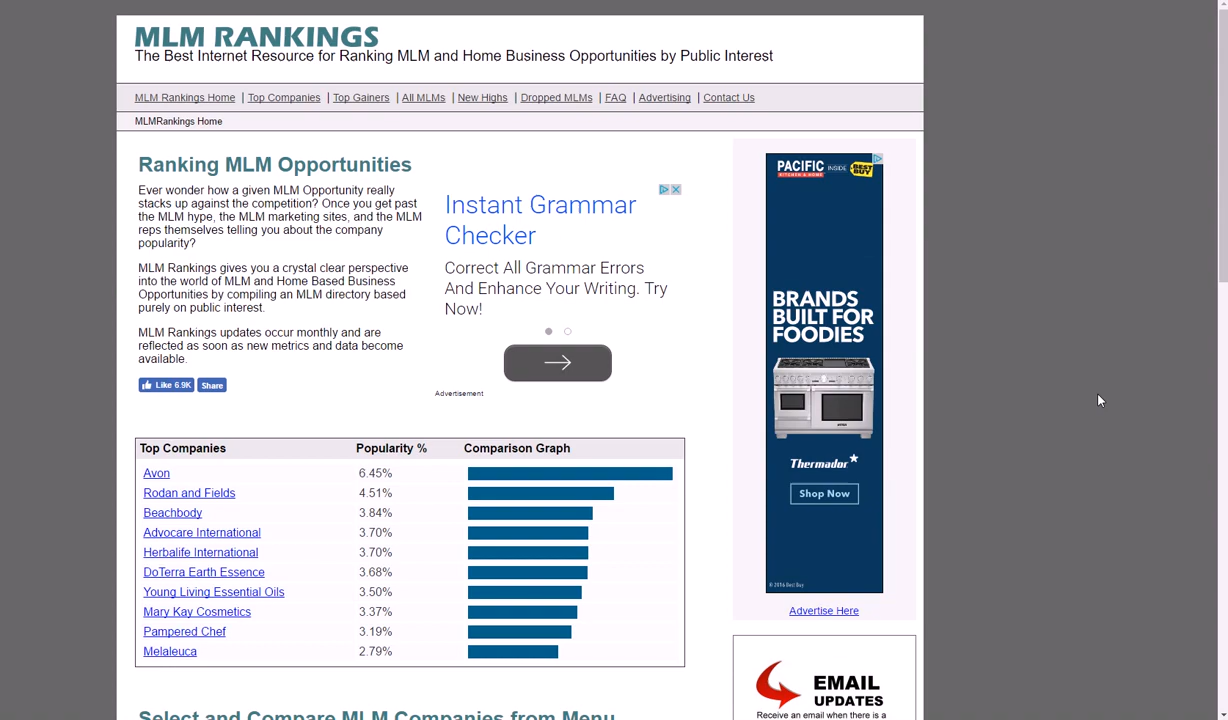 MLM RANKINGS
The Best Internet Resource for Ranking MLM and Home Business Opportunities by Public Interest
MLM Rankings Home | Top Companies | Top Gainers | All MLMs | New Highs | Dropped MLMs | FAQ | Advertising | Contact Us
MLMRankings Home
Ranking MLM Opportunities
Ever wonder how a given MLM Opportunity really
stacks up against the competition? Once you get past
the MLM hype, the MLM marketing sites, and the MLM
reps themselves telling you about the company
popularity?
MLM Rankings gives you a crystal clear perspective
into the world of MLM and Home Based Business
Opportunities by compiling an MLM directory based
purely on public interest.
MLM Rankings updates occur monthly and are
reflected as soon as new metrics and data become
available.
Like 6.9K Share
Instant Grammar
Checker
Correct All Grammar Errors
And Enhance Your Writing. Try
Now!
Advertisement
Top Companies Popularity % Comparison Graph
Avon 6.45%
Rodan and Fields 4.51%
Beachbody 3.84%
Advocare International 3.70%
Herbalife International 3.70%
DoTerra Earth Essence 3.68%
Young Living Essential Oils 3.50%
Mary Kay Cosmetics 3.37%
Pampered Chef 3.19%
Melaleuca 2.79%
Select and Compare MLM Companies from Menu
PACIFIC INSIDE BEST BUY
KITCHEN & HOME
BRANDS
BUILT FOR
FOODIES
Thermador
Shop Now
© 2016 Best Buy
Advertise Here
EMAIL
UPDATES
Receive an email when there is a